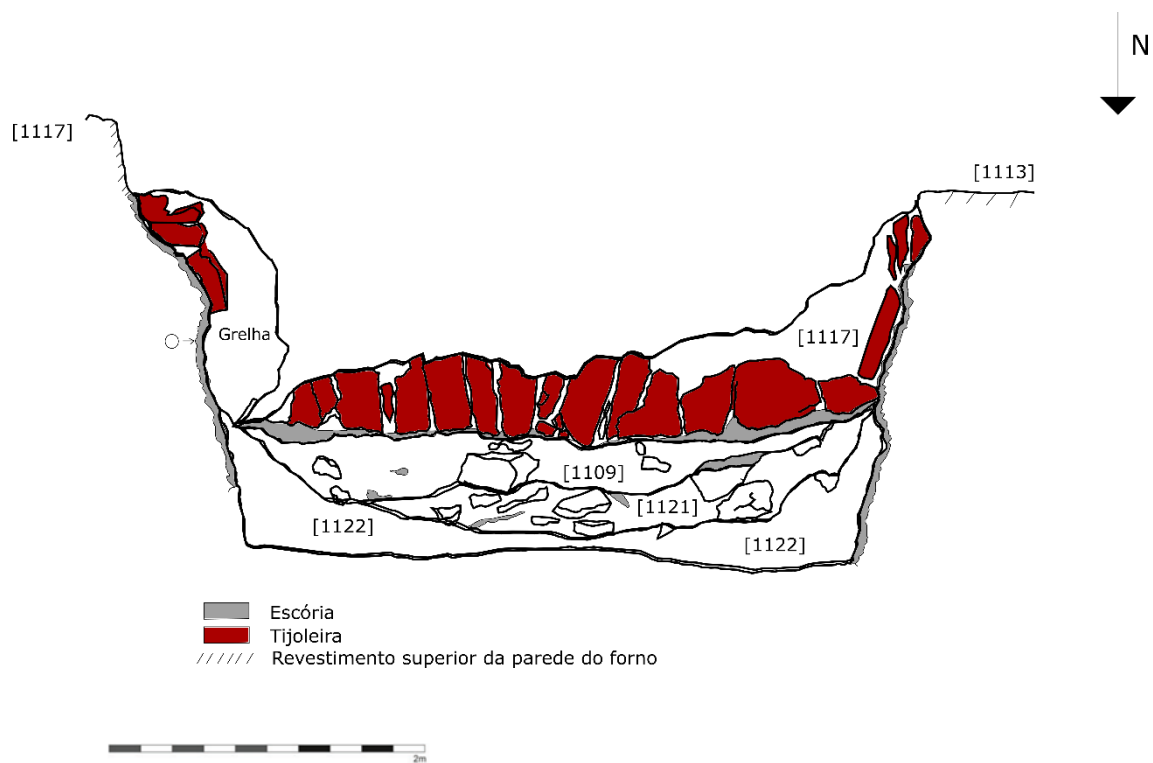 N
[1117]
[1113]
Grelha
[1117]
[1109]
[1121]
[1122]
[1122]
Escória
Tijoleira
Revestimento superior da parede do forno
2m